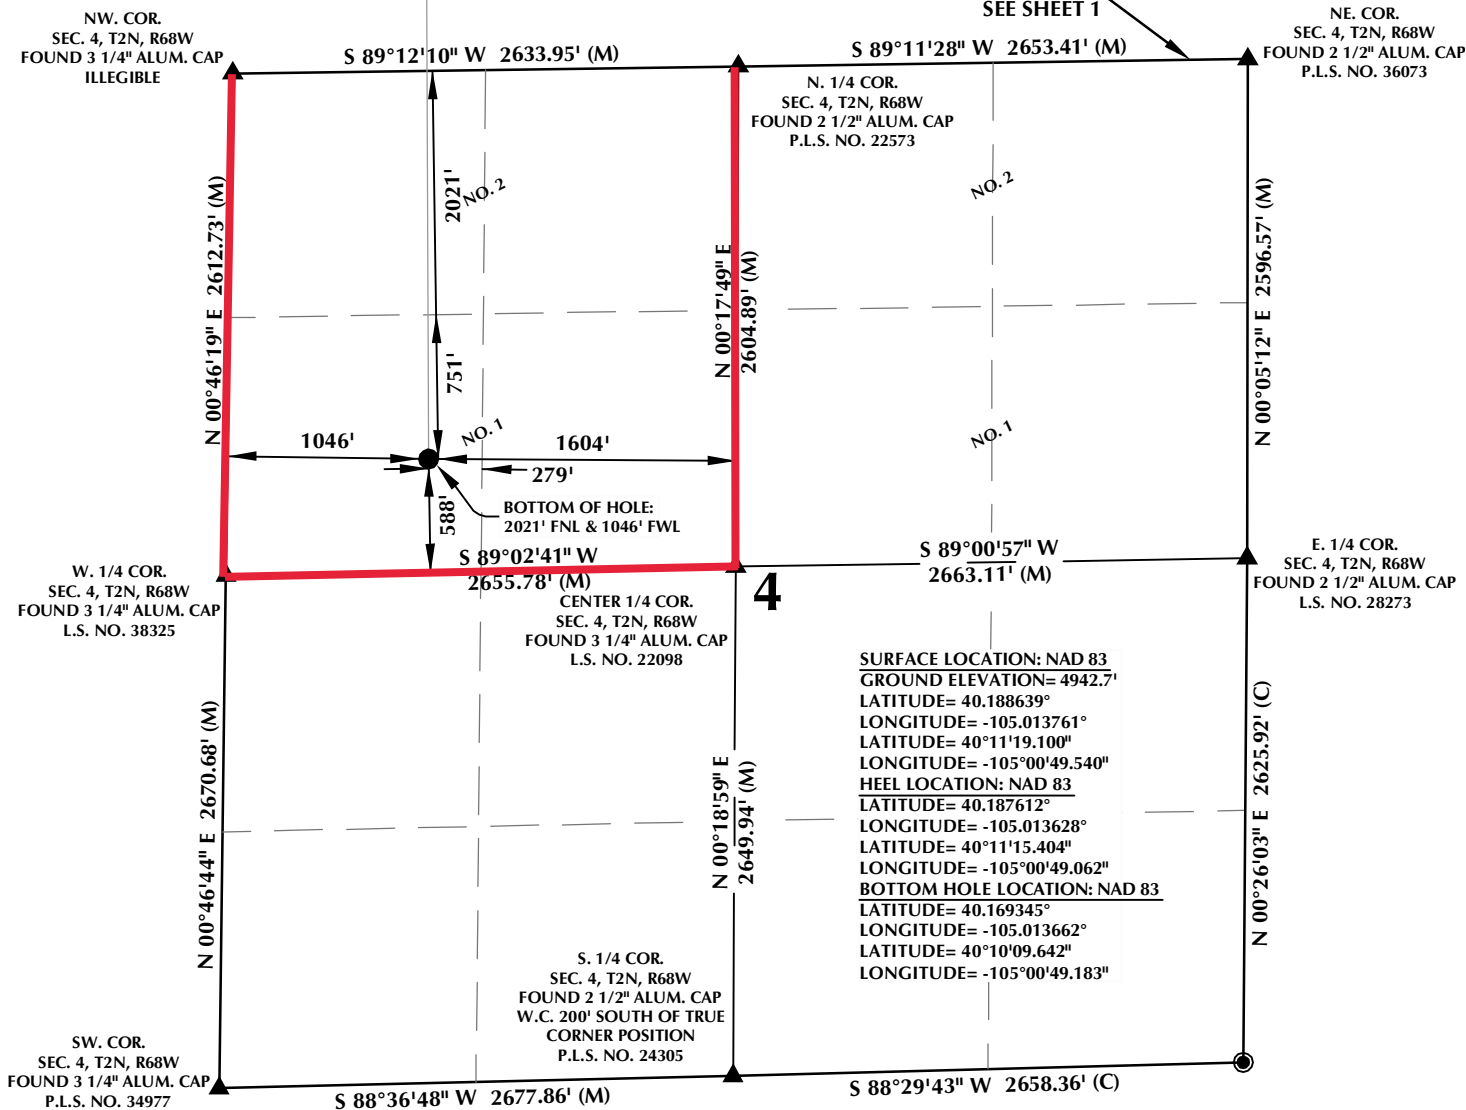 SEE SHEET 1
NW. COR.
SEC. 4, T2N, R68W
FOUND 3 1/4" ALUM. CAP
ILLEGIBLE
S 89°12'10" W 2633.95' (M)
S 89°11'28" W 2653.41' (M)
NE. COR.
SEC. 4, T2N, R68W
FOUND 2 1/2" ALUM. CAP
P.L.S. NO. 36073
N. 1/4 COR.
SEC. 4, T2N, R68W
FOUND 2 1/2" ALUM. CAP
P.L.S. NO. 22573
N 00°46'19" E 2612.73' (M)
2021'
NO. 2
NO. 2
N 00°17'49" E
2604.89' (M)
N 00°05'12" E 2596.57' (M)
751'
NO. 1
NO. 1
1046'
1604'
279'
588'
BOTTOM OF HOLE:
2021' FNL & 1046' FWL
S 89°02'41" W
2655.78' (M)
S 89°00'57" W
2663.11' (M)
W. 1/4 COR.
SEC. 4, T2N, R68W
FOUND 3 1/4" ALUM. CAP
L.S. NO. 38325
CENTER 1/4 COR.
SEC. 4, T2N, R68W
FOUND 3 1/4" ALUM. CAP
L.S. NO. 22098
4
E. 1/4 COR.
SEC. 4, T2N, R68W
FOUND 2 1/2" ALUM. CAP
L.S. NO. 28273
SURFACE LOCATION: NAD 83
GROUND ELEVATION= 4942.7'
LATITUDE= 40.188639°
LONGITUDE= -105.013761°
LATITUDE= 40°11'19.100"
LONGITUDE= -105°00'49.540"
HEEL LOCATION: NAD 83
LATITUDE= 40.187612°
LONGITUDE= -105.013628°
LATITUDE= 40°11'15.404"
LONGITUDE= -105°00'49.062"
BOTTOM HOLE LOCATION: NAD 83
LATITUDE= 40.169345°
LONGITUDE= -105.013662°
LATITUDE= 40°10'09.642"
LONGITUDE= -105°00'49.183"
N 00°46'44" E 2670.68' (M)
N 00°18'59" E
2649.94' (M)
N 00°26'03" E 2625.92' (C)
S. 1/4 COR.
SEC. 4, T2N, R68W
FOUND 2 1/2" ALUM. CAP
W.C. 200' SOUTH OF TRUE
CORNER POSITION
P.L.S. NO. 24305
SW. COR.
SEC. 4, T2N, R68W
FOUND 3 1/4" ALUM. CAP
P.L.S. NO. 34977
S 88°36'48" W 2677.86' (M)
S 88°29'43" W 2658.36' (C)